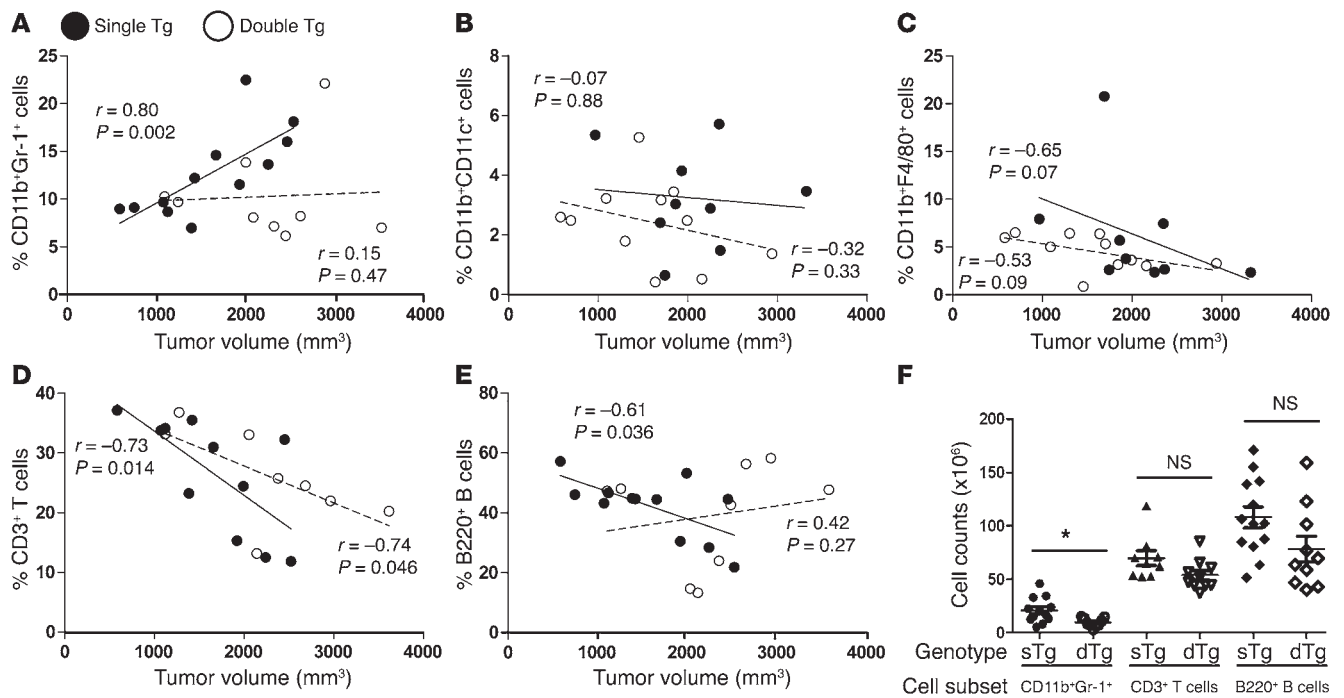 A
Single Tg
Double Tg
% CD11b+Gr-1+ cells
25
20
15
10
5
0
r = 0.80
P = 0.002
r = 0.15
P = 0.47
0
1000
2000
3000
4000
Tumor volume (mm³)
B
% CD11b+CD11c+ cells
8
6
4
2
0
r = –0.07
P = 0.88
r = –0.32
P = 0.33
0
1000
2000
3000
4000
Tumor volume (mm³)
C
% CD11b+F4/80+ cells
25
20
15
10
5
0
r = –0.65
P = 0.07
r = –0.53
P = 0.09
0
1000
2000
3000
4000
Tumor volume (mm³)
D
% CD3+ T cells
40
30
20
10
0
r = –0.73
P = 0.014
r = –0.74
P = 0.046
0
1000
2000
3000
4000
Tumor volume (mm³)
E
% B220+ B cells
80
60
40
20
0
r = –0.61
P = 0.036
r = 0.42
P = 0.27
0
1000
2000
3000
4000
Tumor volume (mm³)
F
Cell counts (x10⁶)
200
150
100
50
0
*
NS
NS
Genotype sTg dTg sTg dTg sTg dTg
Cell subset CD11b+Gr-1+ CD3+ T cells B220+ B cells